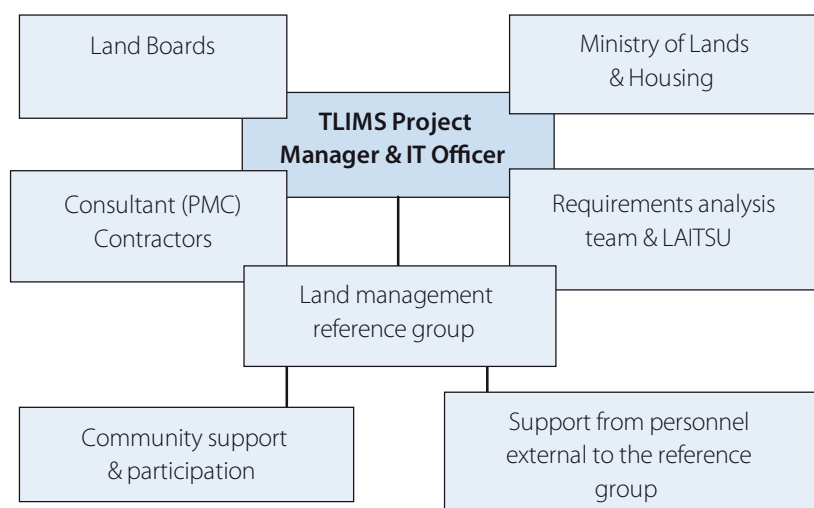 Land Boards
Ministry of Lands
& Housing
TLIMS Project
Manager & IT Officer
Consultant (PMC)
Contractors
Requirements analysis
team & LAITSU
Land management
reference group
Community support
& participation
Support from personnel
external to the reference
group